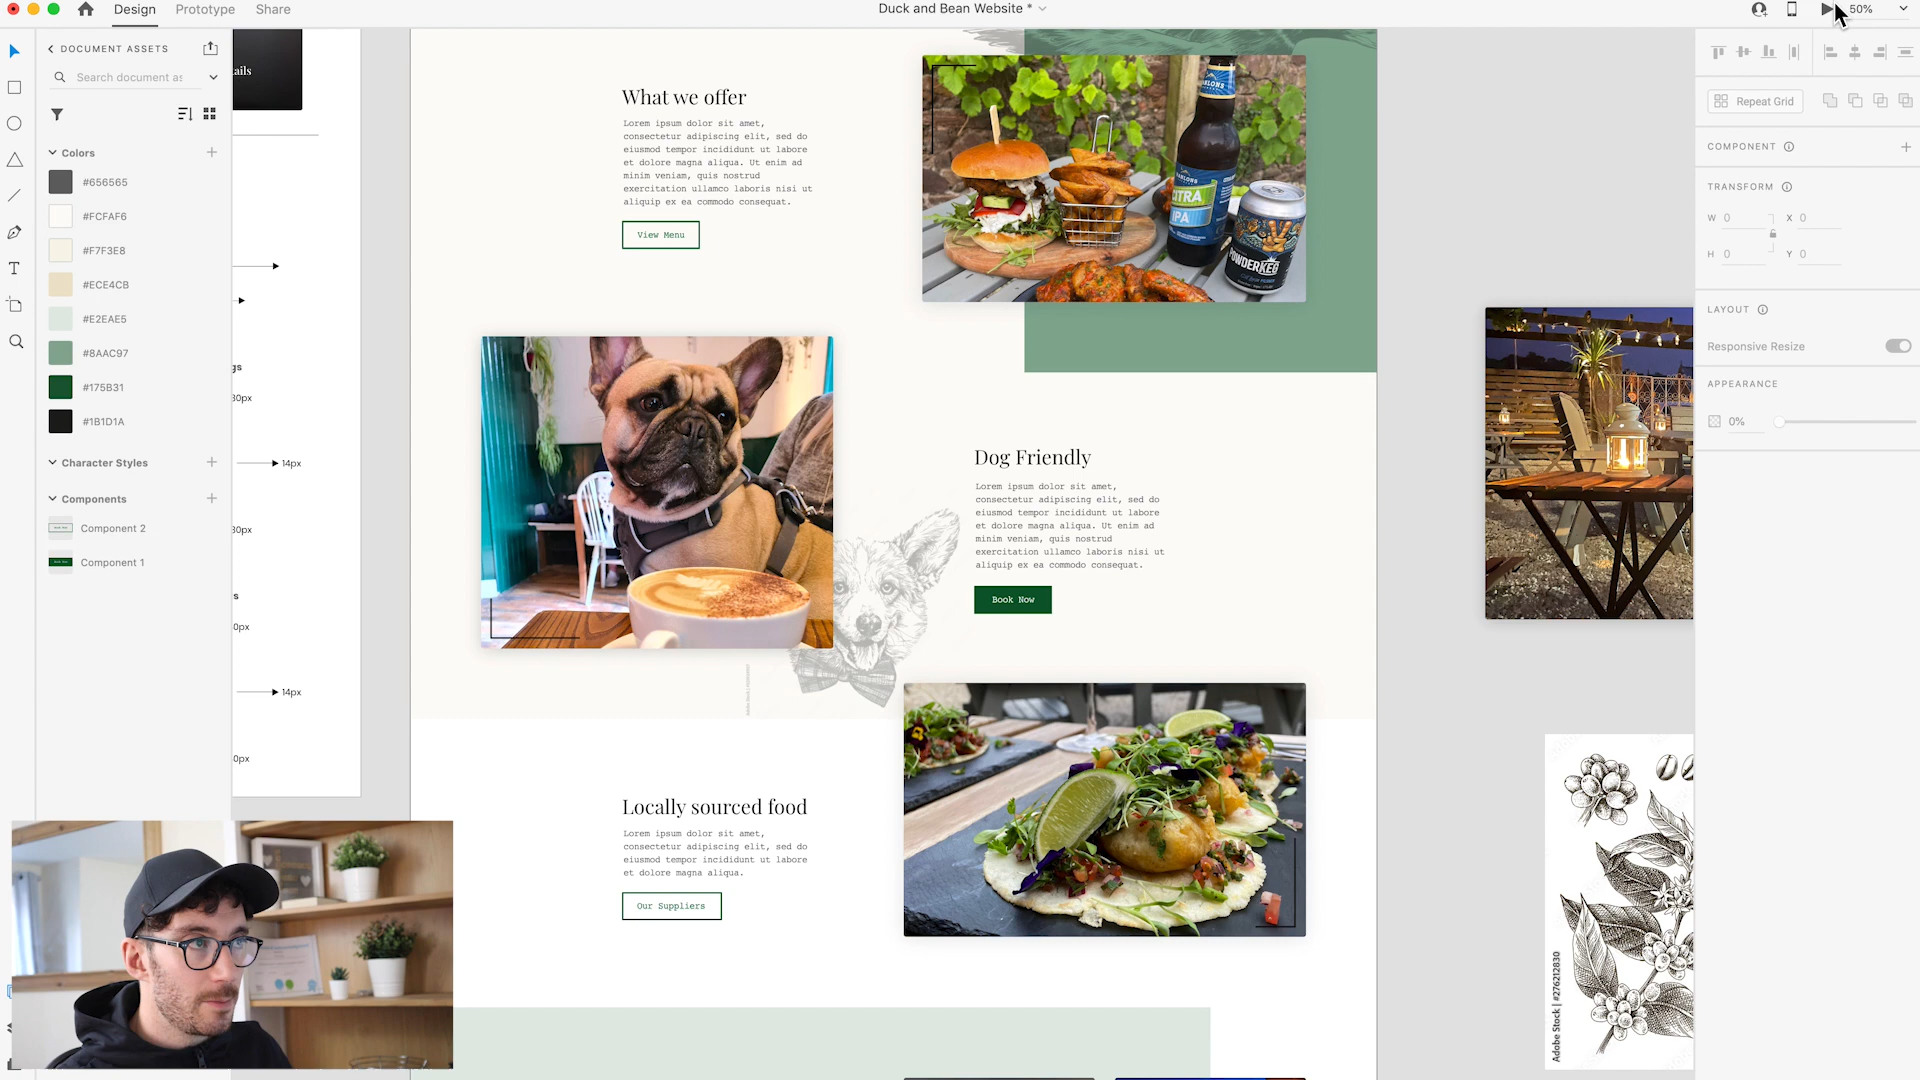 Design
Prototype
Share
Duck and Bean Website *
50%
DOCUMENT ASSETS
Search document as
Colors
#656565
#FCFAF6
#F7F3E8
#ECE4CB
#E2EAE5
#8AAC97
#175B31
#1B1D1A
Character Styles
Components
Component 2
Component 1
ails
gs
30px
14px
30px
s
0px
14px
0px
What we offer
Lorem ipsum dolor sit amet,
consectetur adipiscing elit, sed do
eiusmod tempor incididunt ut labore
et dolore magna aliqua. Ut enim ad
minim veniam, quis nostrud
exercitation ullamco laboris nisi ut
aliquip ex ea commodo consequat.
View Menu
HANLONS
CITRA
IPA
POWDERKEG
Dog Friendly
Lorem ipsum dolor sit amet,
consectetur adipiscing elit, sed do
eiusmod tempor incididunt ut labore
et dolore magna aliqua. Ut enim ad
minim veniam, quis nostrud
exercitation ullamco laboris nisi ut
aliquip ex ea commodo consequat.
Book Now
Locally sourced food
Lorem ipsum dolor sit amet,
consectetur adipiscing elit, sed do
eiusmod tempor incididunt ut labore
et dolore magna aliqua.
Our Suppliers
Adobe Stock | #276212830
Repeat Grid
COMPONENT
TRANSFORM
W 0 X 0
H 0 Y 0
LAYOUT
Responsive Resize
APPEARANCE
0%